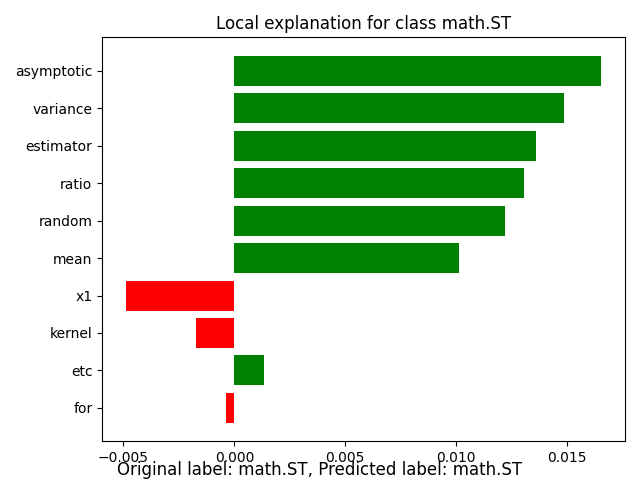 Local explanation for class math.ST
asymptotic
variance
estimator
ratio
random
mean
x1
kernel
etc
for
−0.005 0.000 0.005 0.010 0.015
Original label: math.ST, Predicted label: math.ST